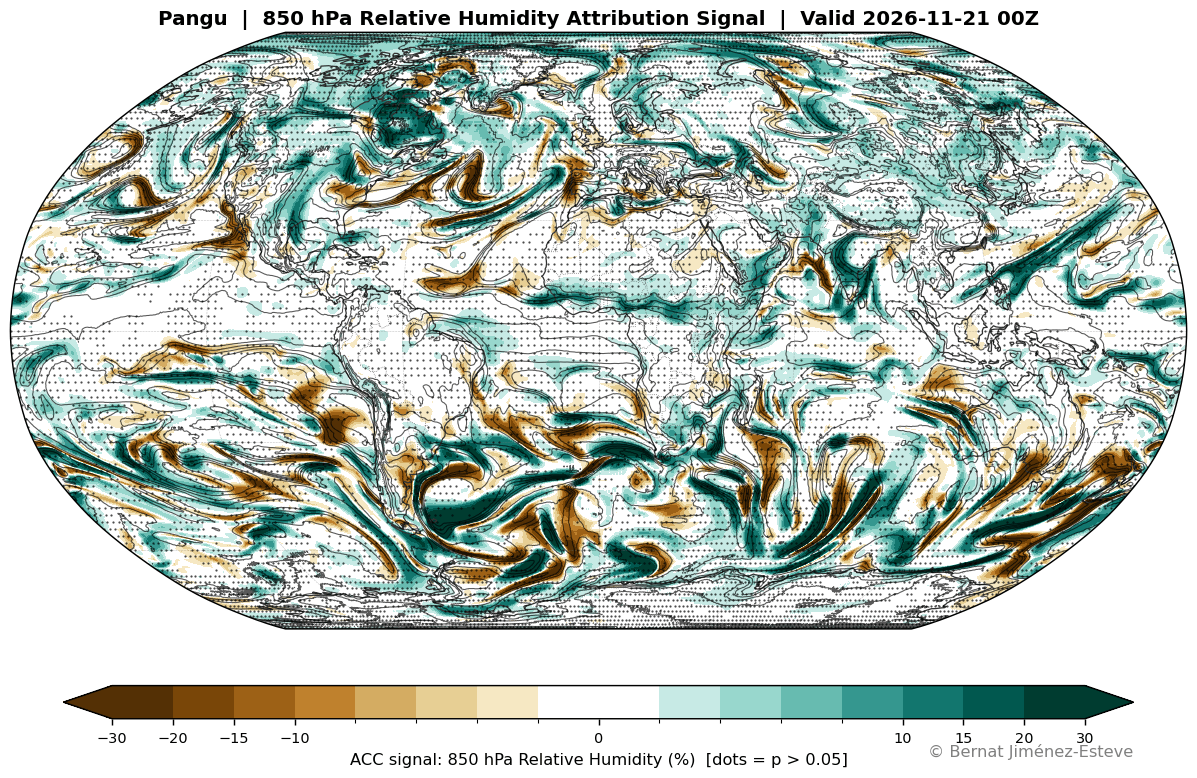 Pangu | 850 hPa Relative Humidity Attribution Signal | Valid 2026-11-21 00Z
−30 −20 −15 −10 0 10 15 20 30
ACC signal: 850 hPa Relative Humidity (%) [dots = p > 0.05]
© Bernat Jiménez-Esteve